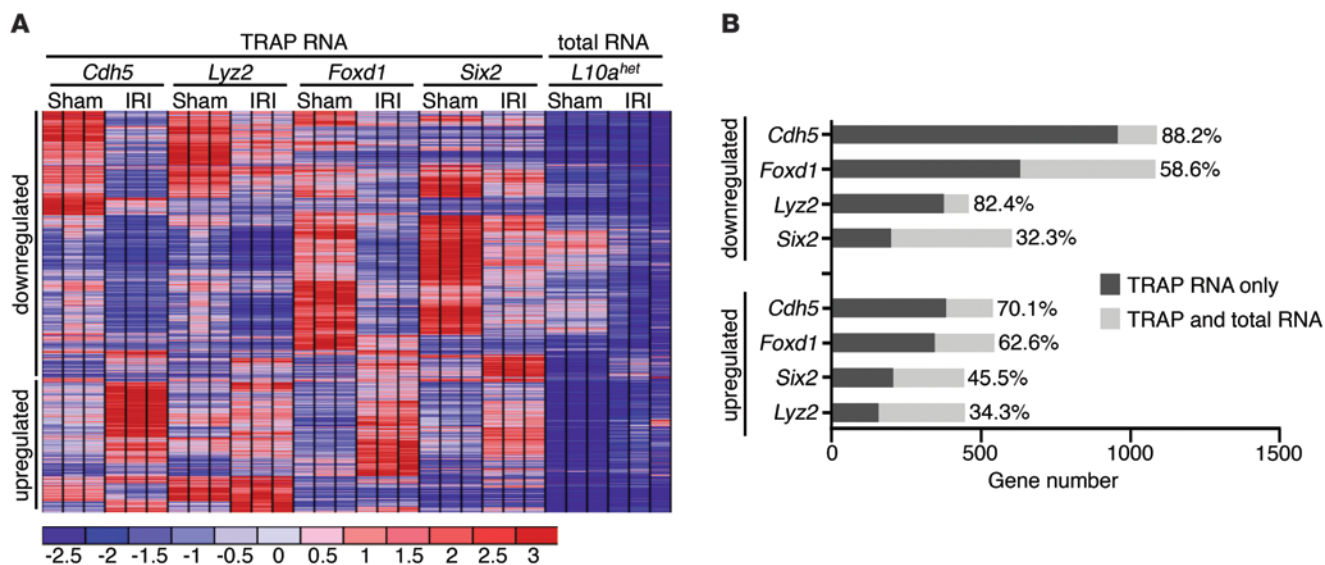 A
TRAP RNA total RNA
Cdh5 Lyz2 Foxd1 Six2 L10a^het
Sham IRI Sham IRI Sham IRI Sham IRI Sham IRI
downregulated
upregulated
-2.5 -2 -1.5 -1 -0.5 0 0.5 1 1.5 2 2.5 3
B
downregulated
Cdh5 88.2%
Foxd1 58.6%
Lyz2 82.4%
Six2 32.3%
upregulated
Cdh5 70.1%
Foxd1 62.6%
Six2 45.5%
Lyz2 34.3%
TRAP RNA only
TRAP and total RNA
0 500 1000 1500
Gene number